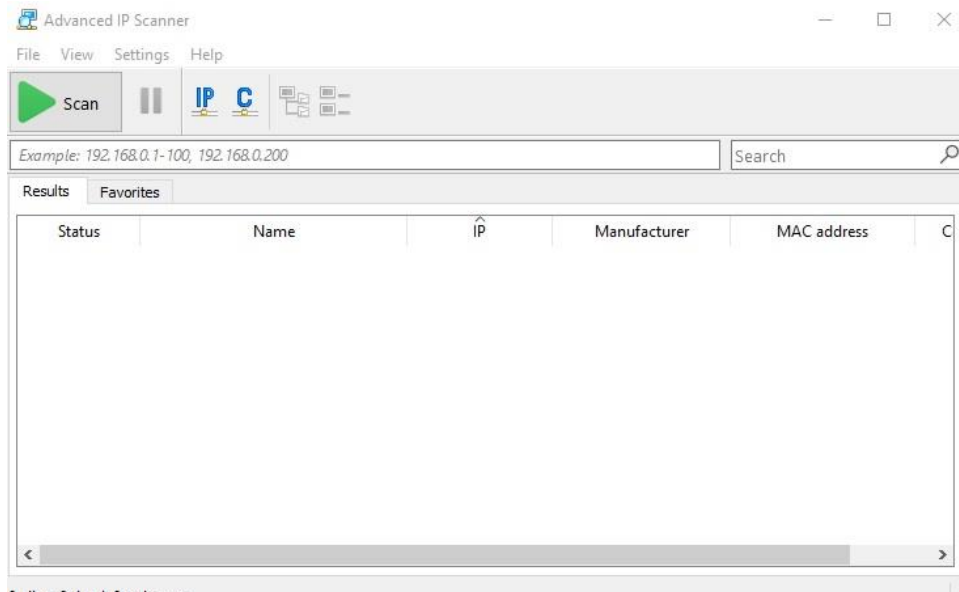 Advanced IP Scanner
File View Settings Help
Scan IP C
Example: 192.168.0.1-100, 192.168.0.200 Search
Results Favorites
Status Name IP Manufacturer MAC address C